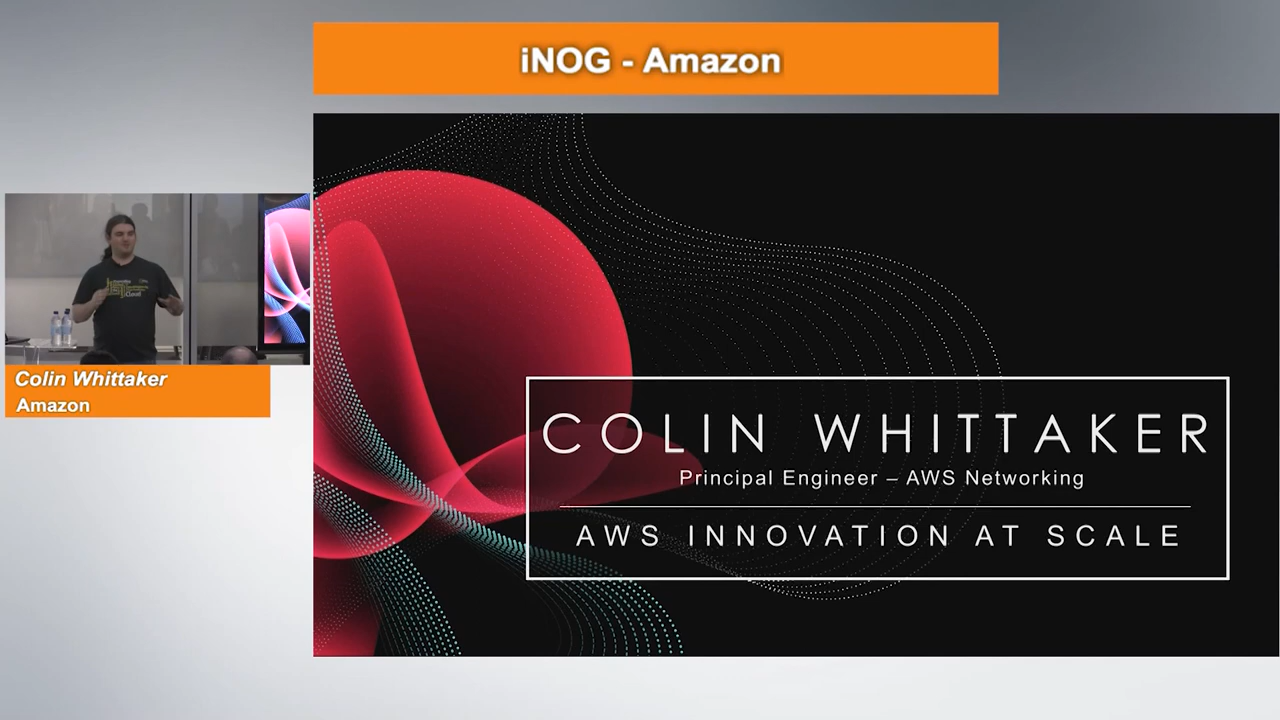 iNOG - Amazon
Colin Whittaker
Amazon
COLIN WHITTAKER
Principal Engineer – AWS Networking
AWS INNOVATION AT SCALE